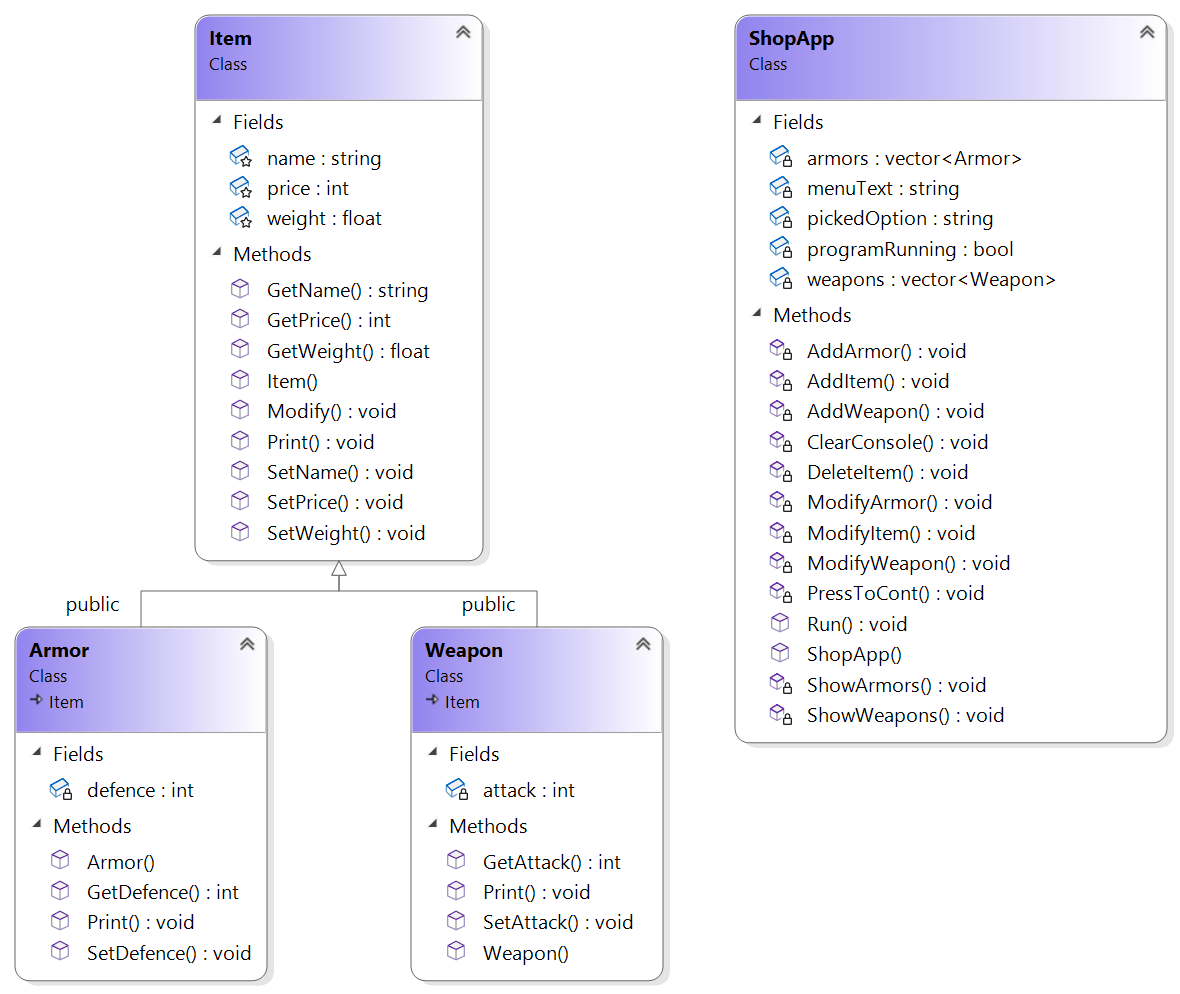 Item
Class
Fields
name : string
price : int
weight : float
Methods
GetName() : string
GetPrice() : int
GetWeight() : float
Item()
Modify() : void
Print() : void
SetName() : void
SetPrice() : void
SetWeight() : void
public
public
Armor
Class
Item
Fields
defence : int
Methods
Armor()
GetDefence() : int
Print() : void
SetDefence() : void
Weapon
Class
Item
Fields
attack : int
Methods
GetAttack() : int
Print() : void
SetAttack() : void
Weapon()
ShopApp
Class
Fields
armors : vector<Armor>
menuText : string
pickedOption : string
programRunning : bool
weapons : vector<Weapon>
Methods
AddArmor() : void
AddItem() : void
AddWeapon() : void
ClearConsole() : void
DeleteItem() : void
ModifyArmor() : void
ModifyItem() : void
ModifyWeapon() : void
PressToCont() : void
Run() : void
ShopApp()
ShowArmors() : void
ShowWeapons() : void